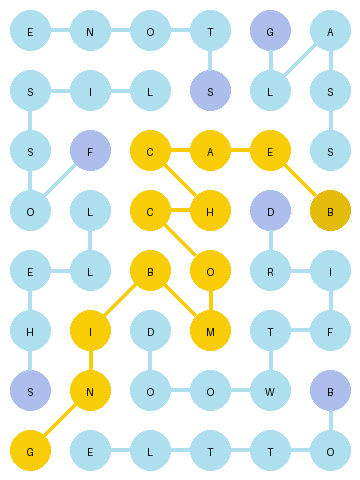 E N O T G A
S I L S L S
S F C A E S
O L C H D B
E L B O R I
H I D M T F
S N O O W B
G E L T T O